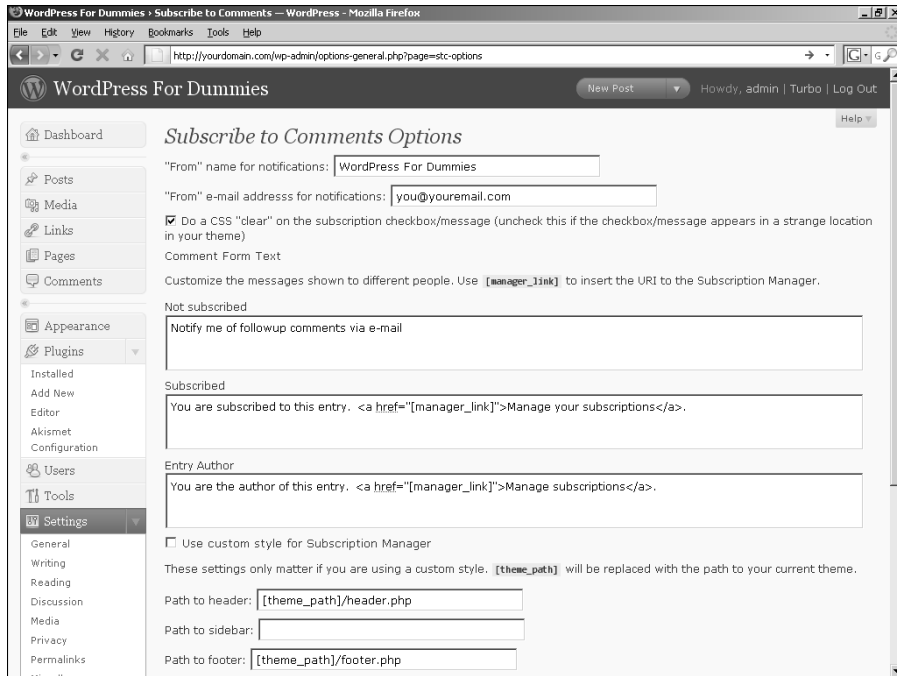 WordPress For Dummies › Subscribe to Comments — WordPress - Mozilla Firefox
File Edit View History Bookmarks Tools Help
http://yourdomain.com/wp-admin/options-general.php?page=stc-options
WordPress For Dummies
New Post
Howdy, admin | Turbo | Log Out
Help
Dashboard
Posts
Media
Links
Pages
Comments
Appearance
Plugins
Installed
Add New
Editor
Akismet
Configuration
Users
Tools
Settings
General
Writing
Reading
Discussion
Media
Privacy
Permalinks
Subscribe to Comments Options
"From" name for notifications: WordPress For Dummies
"From" e-mail addresss for notifications: you@youremail.com
Do a CSS "clear" on the subscription checkbox/message (uncheck this if the checkbox/message appears in a strange location
in your theme)
Comment Form Text
Customize the messages shown to different people. Use [manager_link] to insert the URI to the Subscription Manager.
Not subscribed
Notify me of followup comments via e-mail
Subscribed
You are subscribed to this entry. <a href="[manager_link]">Manage your subscriptions</a>.
Entry Author
You are the author of this entry. <a href="[manager_link]">Manage subscriptions</a>.
Use custom style for Subscription Manager
These settings only matter if you are using a custom style. [theme_path] will be replaced with the path to your current theme.
Path to header: [theme_path]/header.php
Path to sidebar:
Path to footer: [theme_path]/footer.php